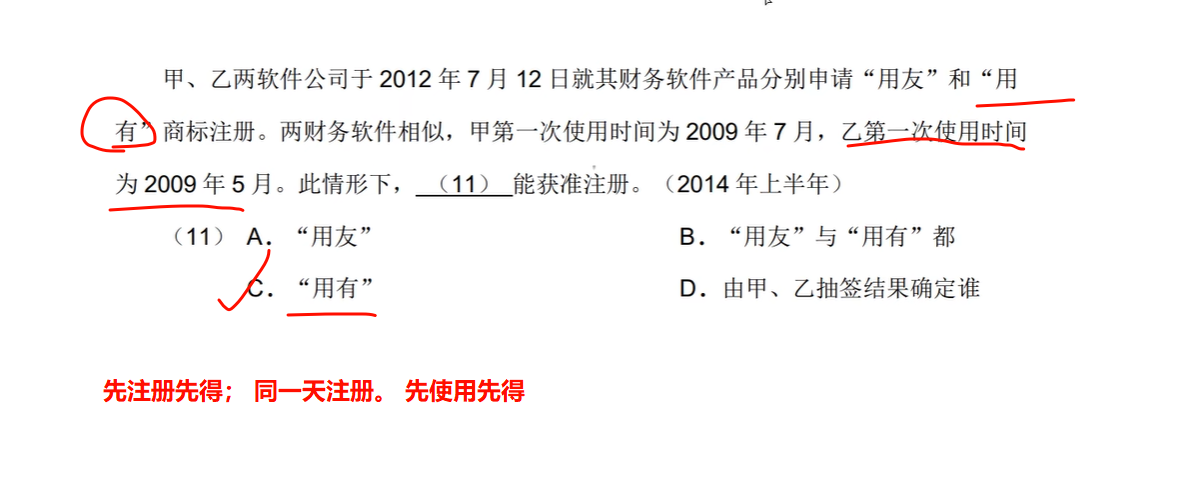 甲、乙两软件公司于 2012 年 7 月 12 日就其财务软件产品分别申请“用友”和“用
有”商标注册。两财务软件相似，甲第一次使用时间为 2009 年 7 月，乙第一次使用时间
为 2009 年 5 月。此情形下，（11）能获准注册。（2014 年上半年）
（11） A．“用友” B．“用友”与“用有”都
C．“用有” D．由甲、乙抽签结果确定谁
先注册先得； 同一天注册。 先使用先得